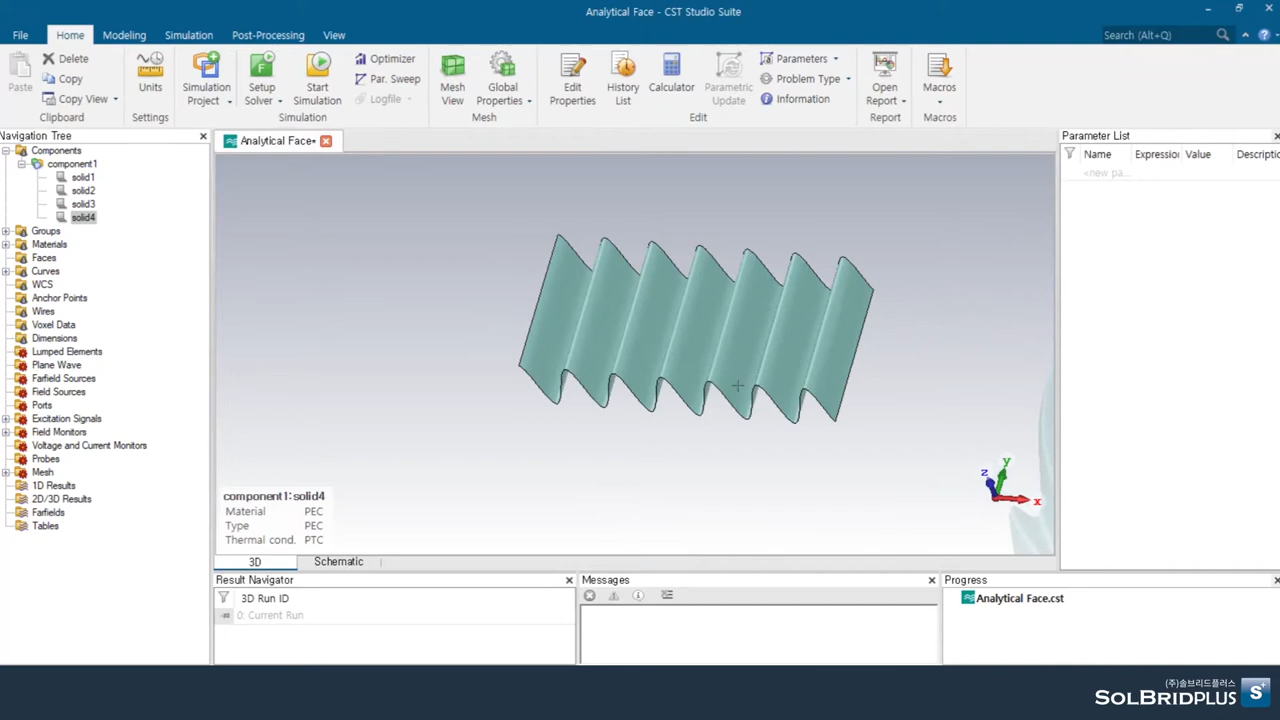 Analytical Face - CST Studio Suite
File Home Modeling Simulation Post-Processing View Search (Alt+Q)
Paste Delete Copy Copy View Clipboard
Units Settings
Simulation Project Setup Solver Start Simulation Optimizer Par. Sweep Logfile Simulation
Mesh View Global Properties Mesh
Edit Properties History List Calculator Parametric Update Parameters Problem Type Information Edit
Open Report Report
Macros Macros
Navigation Tree
Components
component1
solid1
solid2
solid3
solid4
Groups
Materials
Faces
Curves
WCS
Anchor Points
Wires
Voxel Data
Dimensions
Lumped Elements
Plane Wave
Farfield Sources
Field Sources
Ports
Excitation Signals
Field Monitors
Voltage and Current Monitors
Probes
Mesh
1D Results
2D/3D Results
Farfields
Tables
Analytical Face*
component1:solid4
Material PEC
Type PEC
Thermal cond. PTC
y
z
x
3D Schematic
Parameter List
Name Expressio Value Descriptio
<new pa...
Result Navigator
3D Run ID
0: Current Run
Messages
Progress
Analytical Face.cst
(주)솔브리드플러스
SOLBRIDPLUS
S+